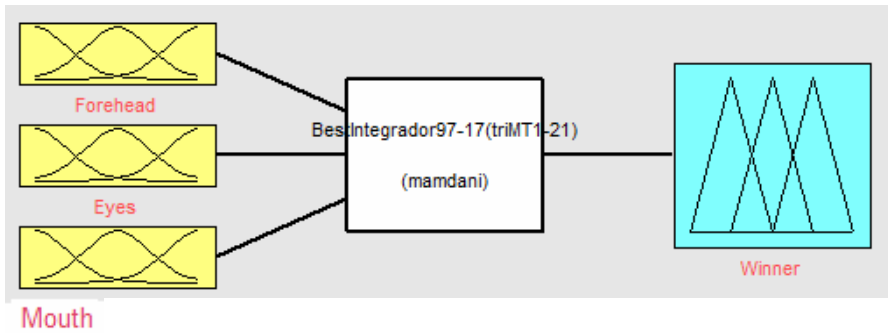 Forehead
BestIntegrador97-17(triMT1-21)
Eyes
(mamdani)
Winner
Mouth